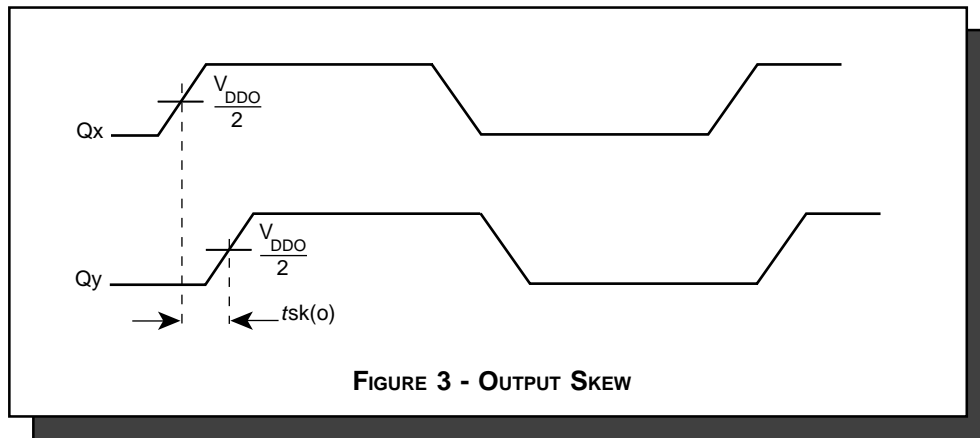 V
DDO
2
Qx
V
DDO
2
Qy
tsk(o)
FIGURE 3 - OUTPUT SKEW